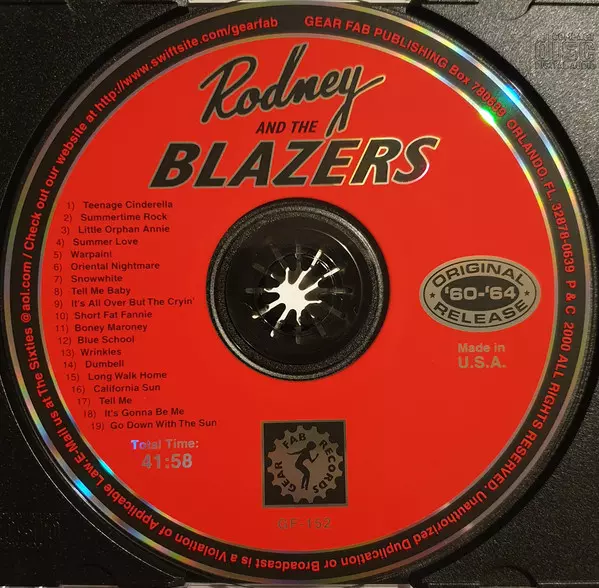 Rodney
AND THE
BLAZERS
1) Teenage Cinderella
2) Summertime Rock
3) Little Orphan Annie
4) Summer Love
5) Warpaint
6) Oriental Nightmare
7) Snowwhite
8) Tell Me Baby
9) It's All Over But The Cryin'
10) Short Fat Fannie
11) Boney Maroney
12) Blue School
13) Wrinkles
14) Dumbell
15) Long Walk Home
16) California Sun
17) Tell Me
18) It's Gonna Be Me
19) Go Down With The Sun
Total Time:
41:58
ORIGINAL
'60-'64
RELEASE
Made in
U.S.A.
GEAR FAB RECORDS
GF-152
GEAR FAB PUBLISHING Box 780639 ORLANDO, FL. 32878-0639 P & C 2000 ALL RIGHTS RESERVED. Unauthorized Duplication or Broadcast is a Violation of Applicable Law. E-Mail us at The Sixties @aol.com / Check out our website at http://www.swiftsite.com/gearfab